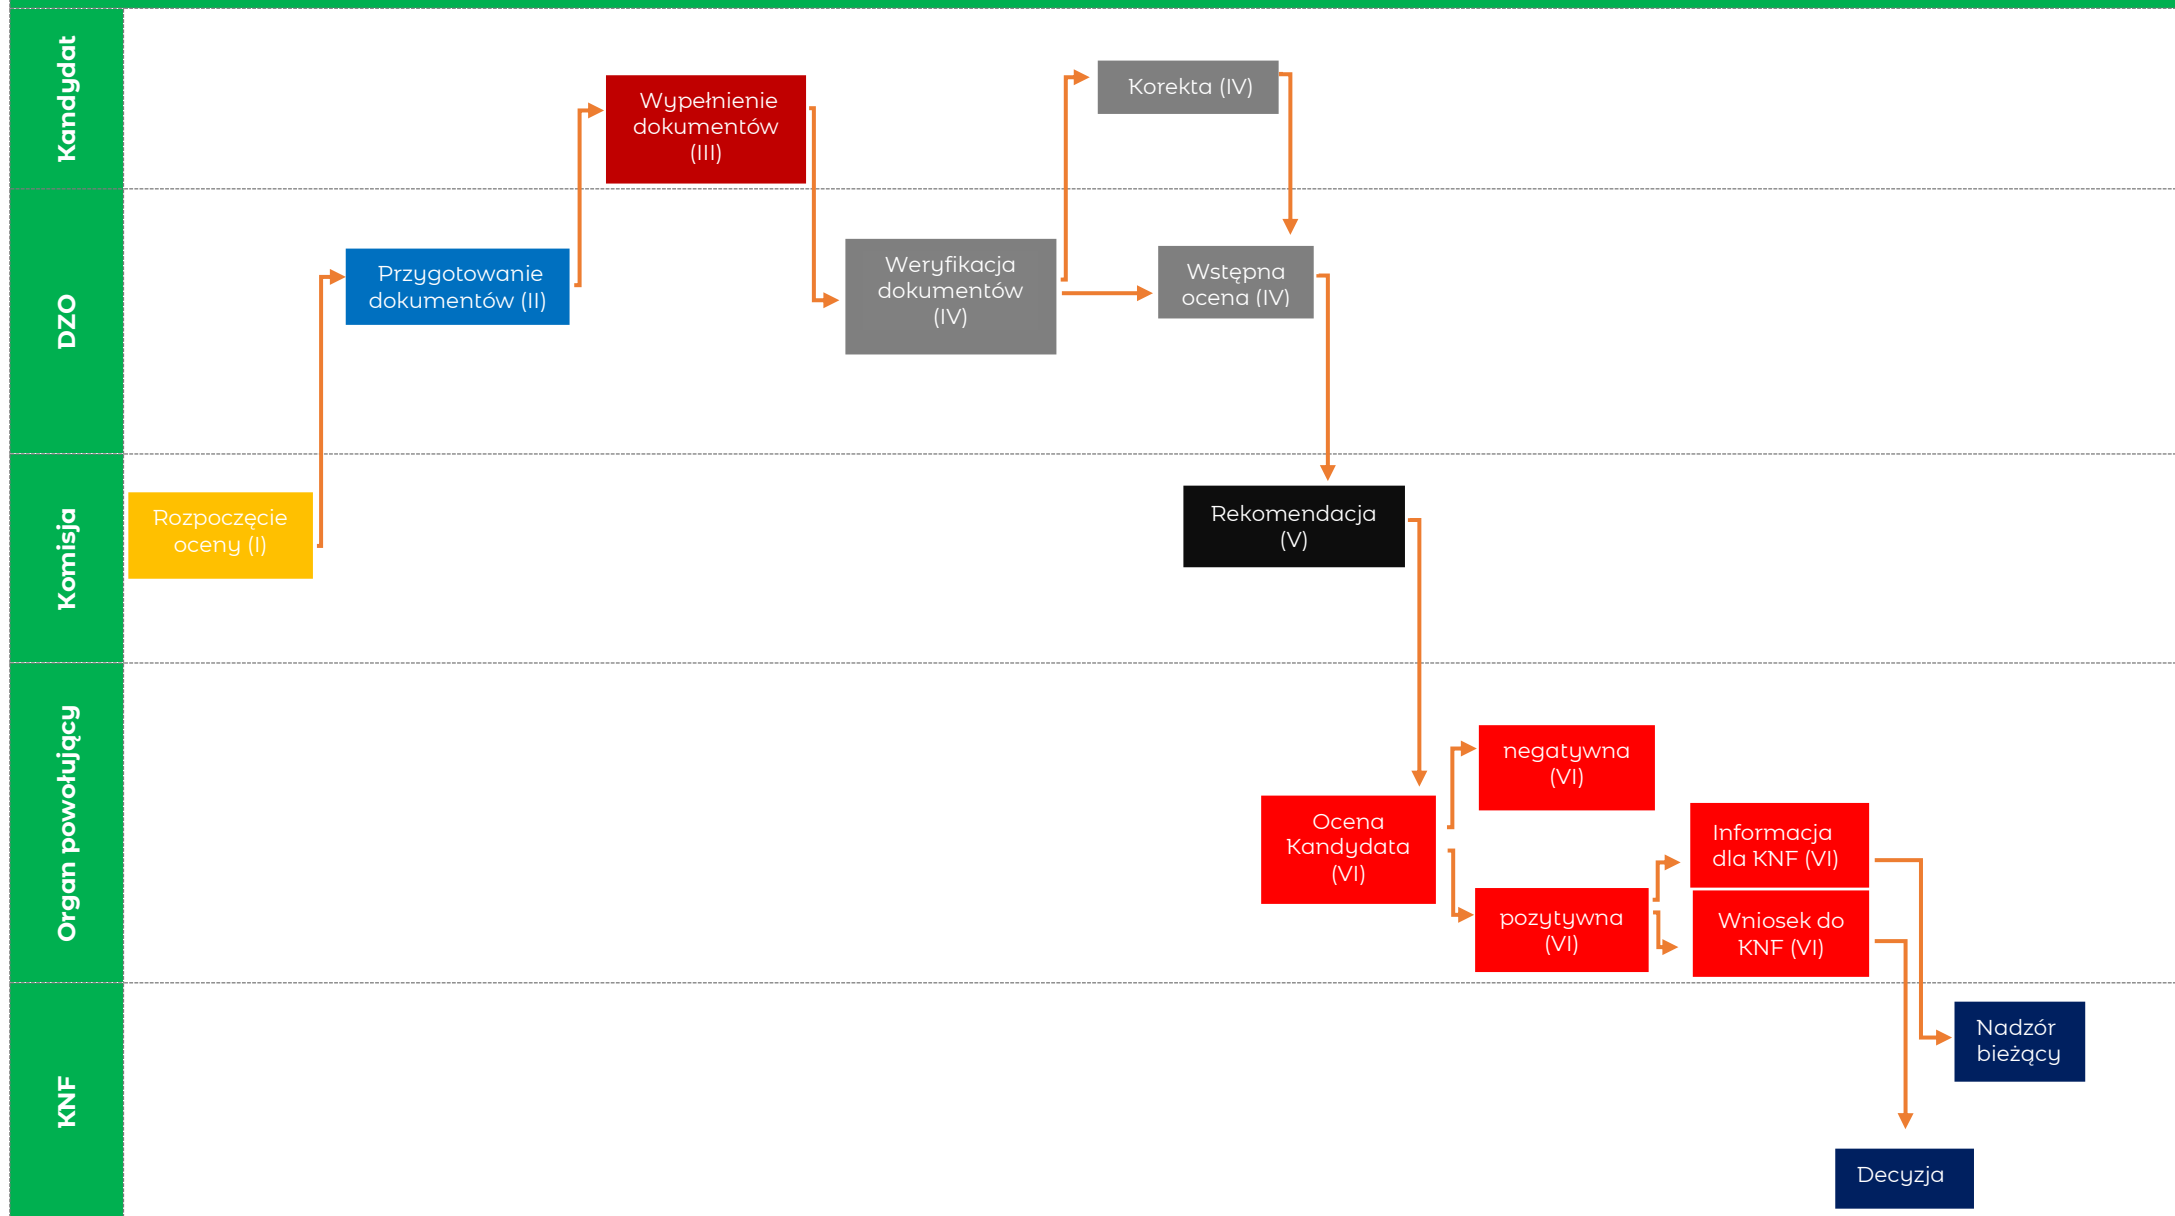 Kandydat
Korekta (IV)
Wypełnienie
dokumentów
(III)
DZO
Przygotowanie
dokumentów (II)
Weryfikacja
dokumentów
(IV)
Wstępna
ocena (IV)
Komisja
Rozpoczęcie
oceny (I)
Rekomendacja
(V)
Organ powołujący
negatywna
(VI)
Ocena
Kandydata
(VI)
pozytywna
(VI)
Informacja
dla KNF (VI)
Wniosek do
KNF (VI)
KNF
Nadzór
bieżący
Decyzja